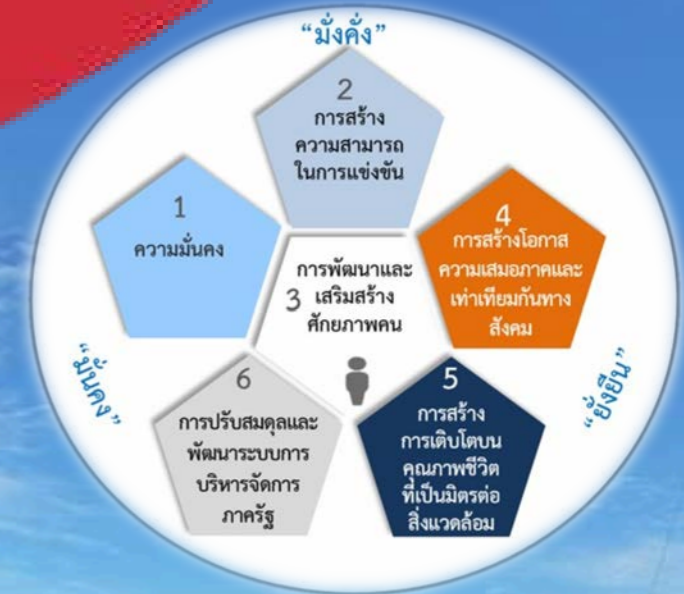 “มั่งคั่ง”
2
การสร้าง
ความสามารถ
ในการแข่งขัน
1
ความมั่นคง
4
การสร้างโอกาส
ความเสมอภาคและ
เท่าเทียมกันทาง
สังคม
การพัฒนาและ
3 เสริมสร้าง
ศักยภาพคน
“มั่นคง”
“ยั่งยืน”
6
การปรับสมดุลและ
พัฒนาระบบการ
บริหารจัดการ
ภาครัฐ
5
การสร้าง
การเติบโตบน
คุณภาพชีวิต
ที่เป็นมิตรต่อ
สิ่งแวดล้อม